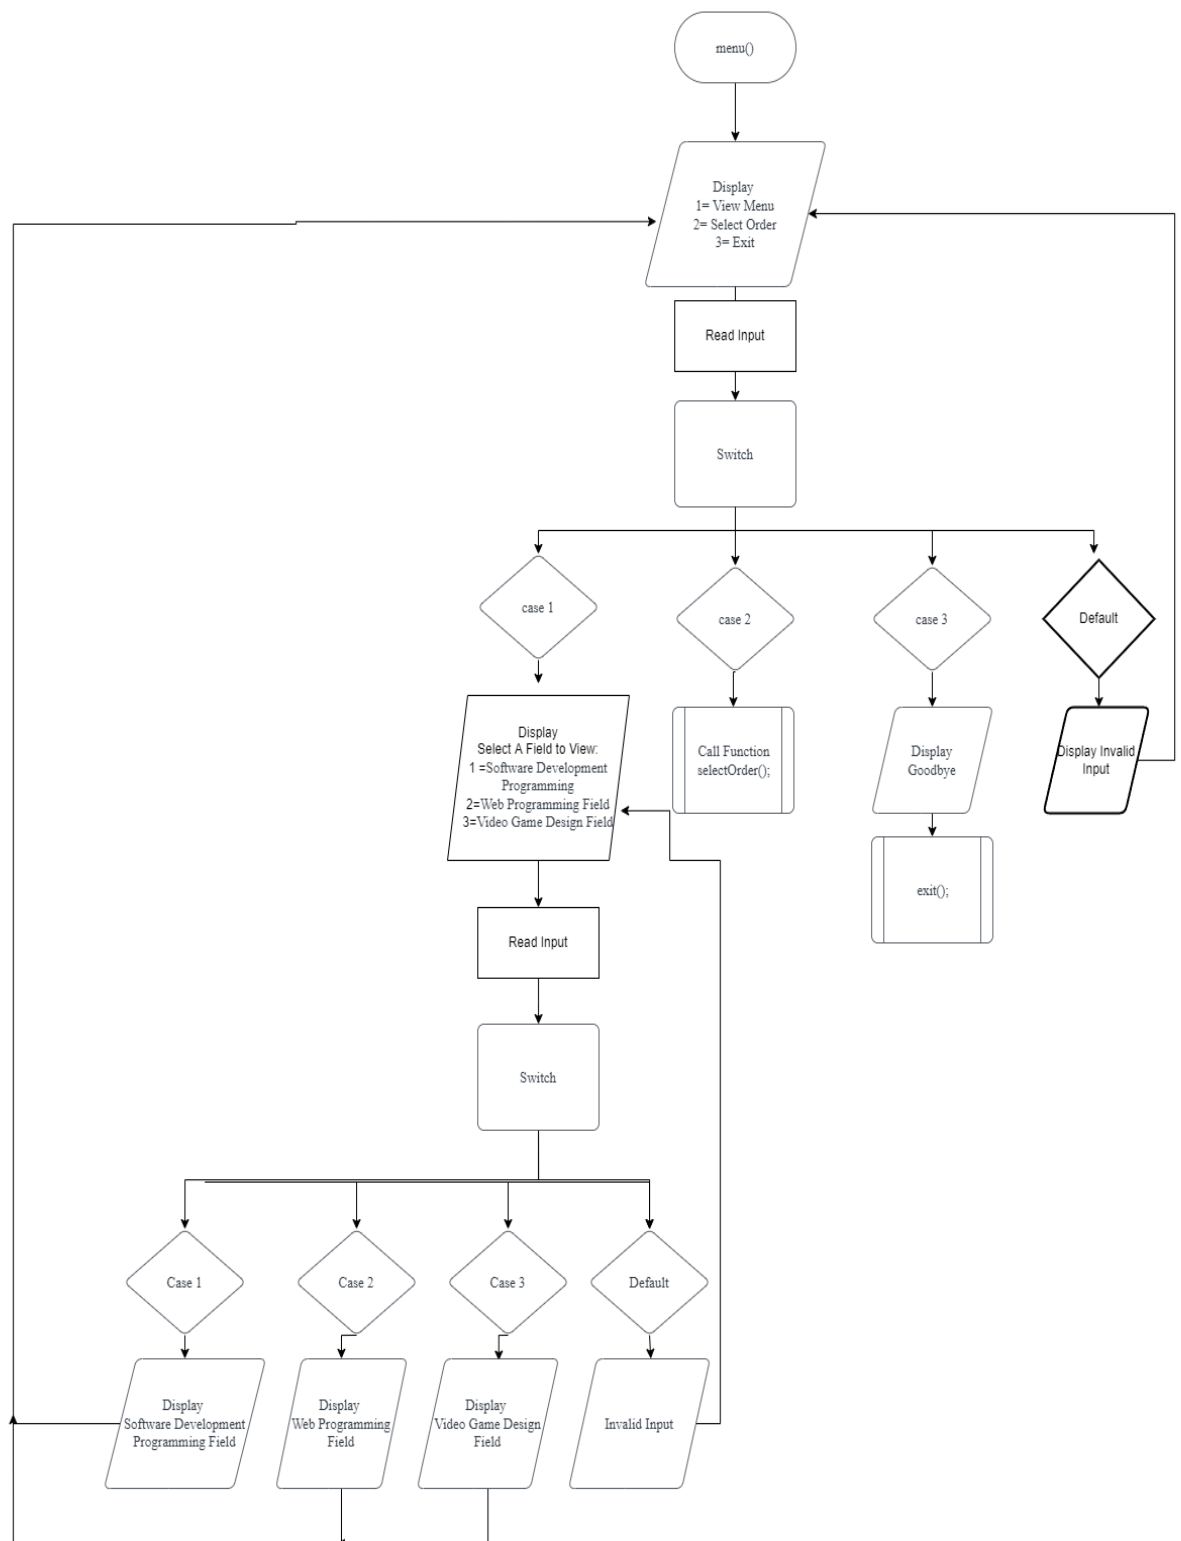 menu()
Display
1= View Menu
2= Select Order
3= Exit
Read Input
Switch
case 1
case 2
case 3
Default
Display
Select A Field to View:
1 =Software Development
Programming
2=Web Programming Field
3=Video Game Design Field
Call Function
selectOrder();
Display
Goodbye
Display Invalid
Input
exit();
Read Input
Switch
Case 1
Case 2
Case 3
Default
Display
Software Development
Programming Field
Display
Web Programming
Field
Display
Video Game Design
Field
Invalid Input